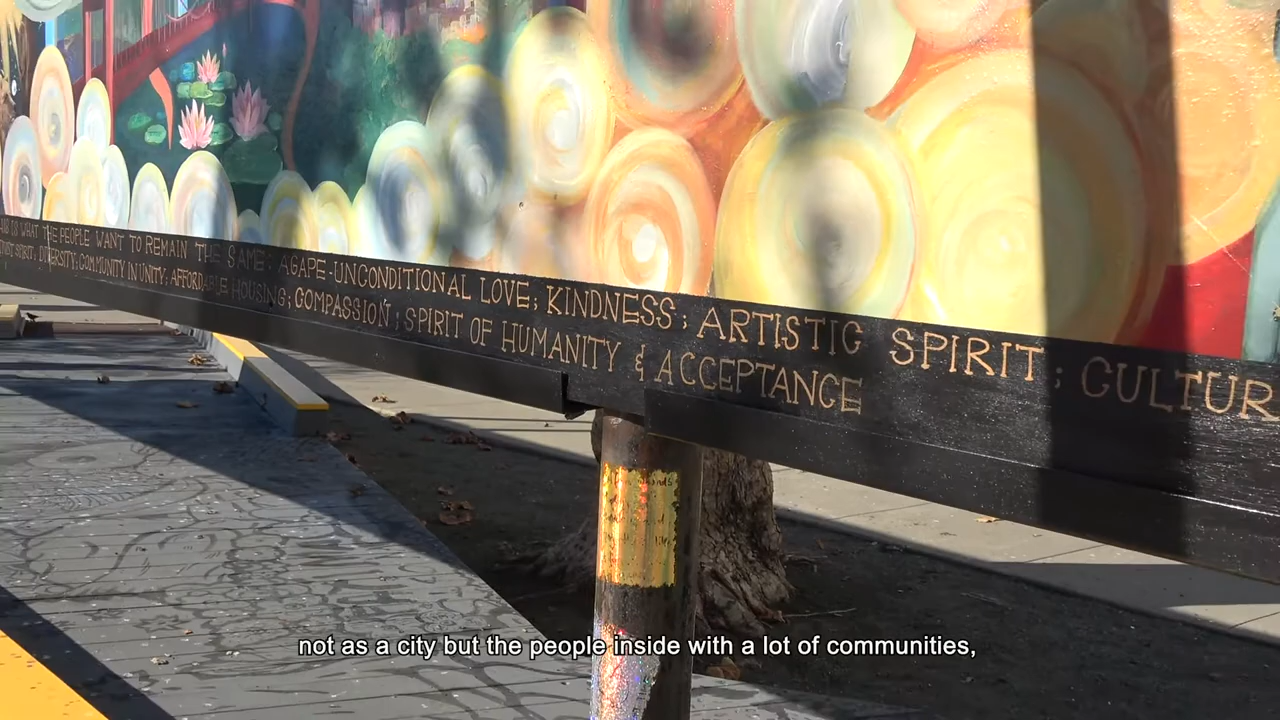 IS WHAT THE PEOPLE WANT TO REMAIN THE SAME: AGAPE-UNCONDITIONAL LOVE; KINDNESS; ARTISTIC SPIRIT; CULTUR
SPIRIT; DIVERSITY; COMMUNITY IN UNITY; AFFORDABLE HOUSING; COMPASSION; SPIRIT OF HUMANITY & ACCEPTANCE
not as a city but the people inside with a lot of communities,